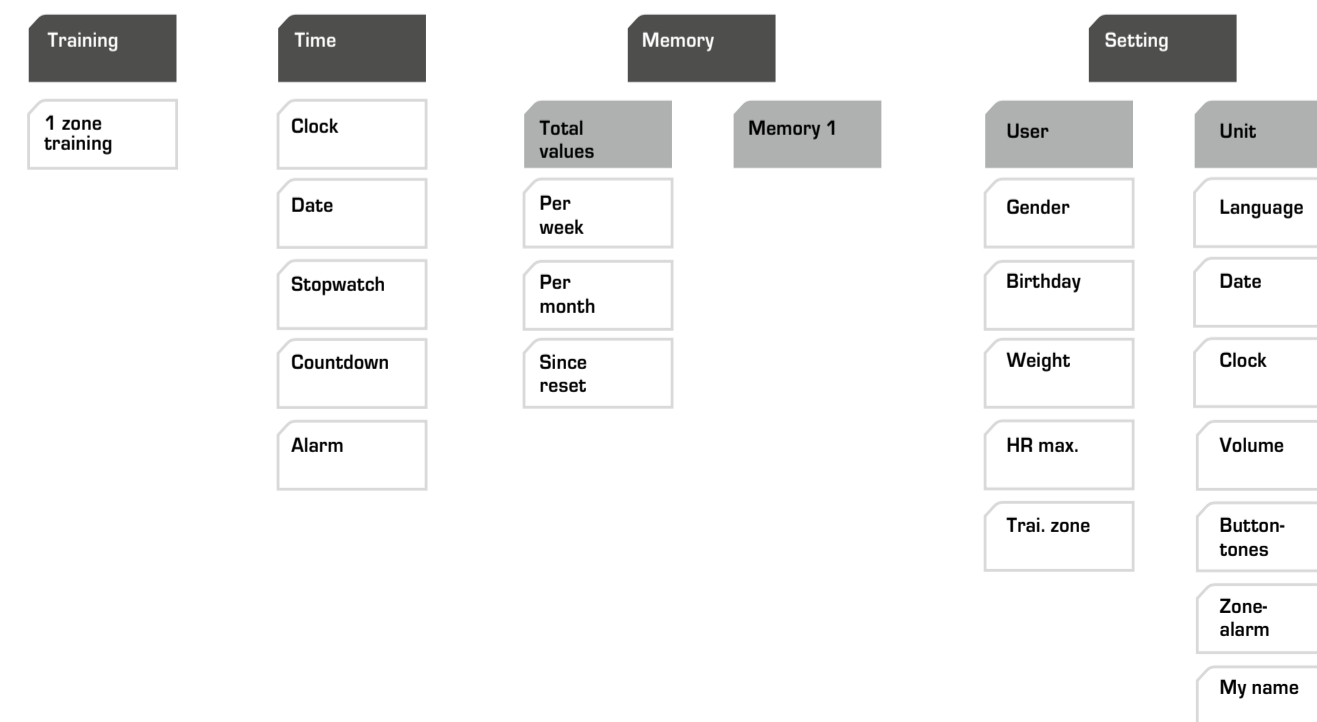 Training
1 zone
training
Time
Clock
Date
Stopwatch
Countdown
Alarm
Memory
Total
values
Per
week
Per
month
Since
reset
Memory 1
Setting
User
Gender
Birthday
Weight
HR max.
Trai. zone
Unit
Language
Date
Clock
Volume
Button-
tones
Zone-
alarm
My name